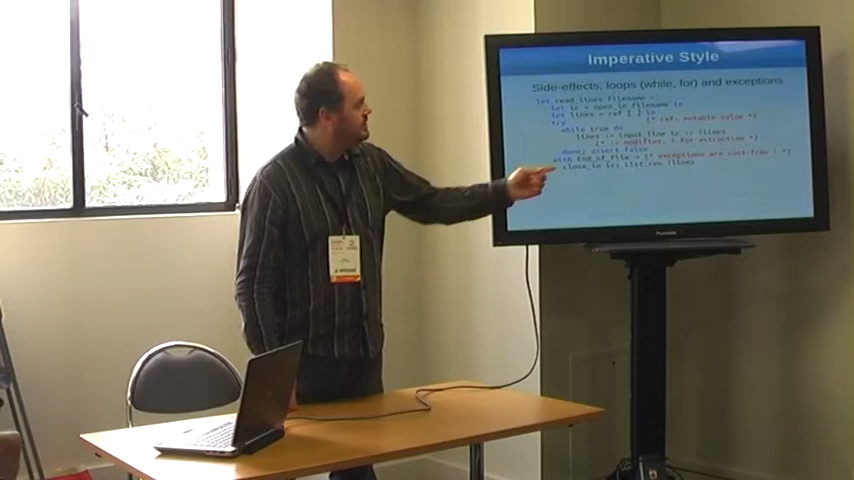 Imperative Style
Side-effects, loops (while, for) and exceptions
let read_lines filename =
let ic = open_in filename in
let lines = ref [ ] in
(* ref: mutable value *)
try
while true do
lines := input_line ic :: !lines
(* := modifies, ! for extraction *)
done; assert false
with End_of_file -> (* exceptions are cost-free ! *)
close_in ic; List.rev !lines
Panasonic